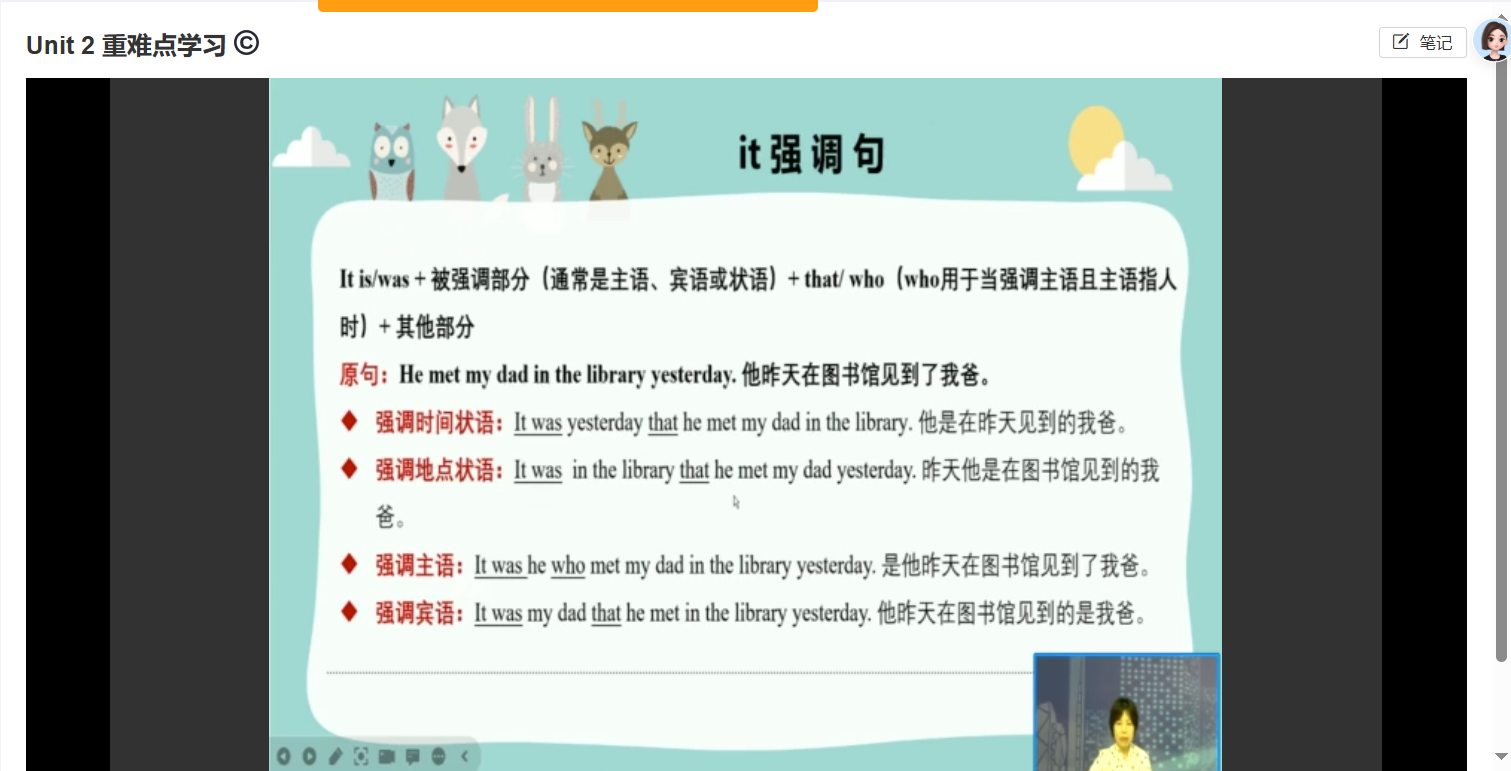 Unit 2 重难点学习 ©
笔记
it 强 调 句
It is/was + 被强调部分（通常是主语、宾语或状语）+ that/ who（who用于当强调主语且主语指人
时）+ 其他部分
原句：He met my dad in the library yesterday. 他昨天在图书馆见到了我爸。
强调时间状语：It was yesterday that he met my dad in the library. 他是在昨天见到的我爸。
强调地点状语：It was in the library that he met my dad yesterday. 昨天他是在图书馆见到的我
爸。
强调主语：It was he who met my dad in the library yesterday. 是他昨天在图书馆见到了我爸。
强调宾语：It was my dad that he met in the library yesterday. 他昨天在图书馆见到的是我爸。